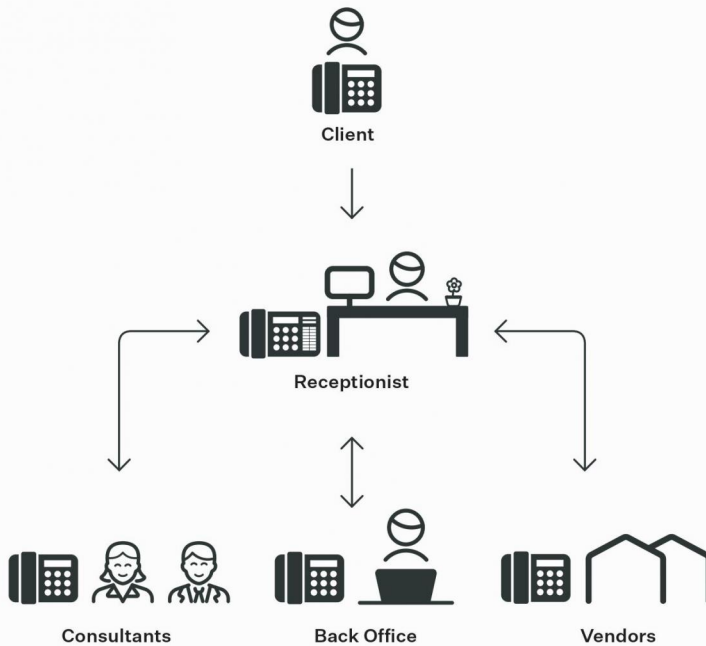 Client
Receptionist
Consultants
Back Office
Vendors